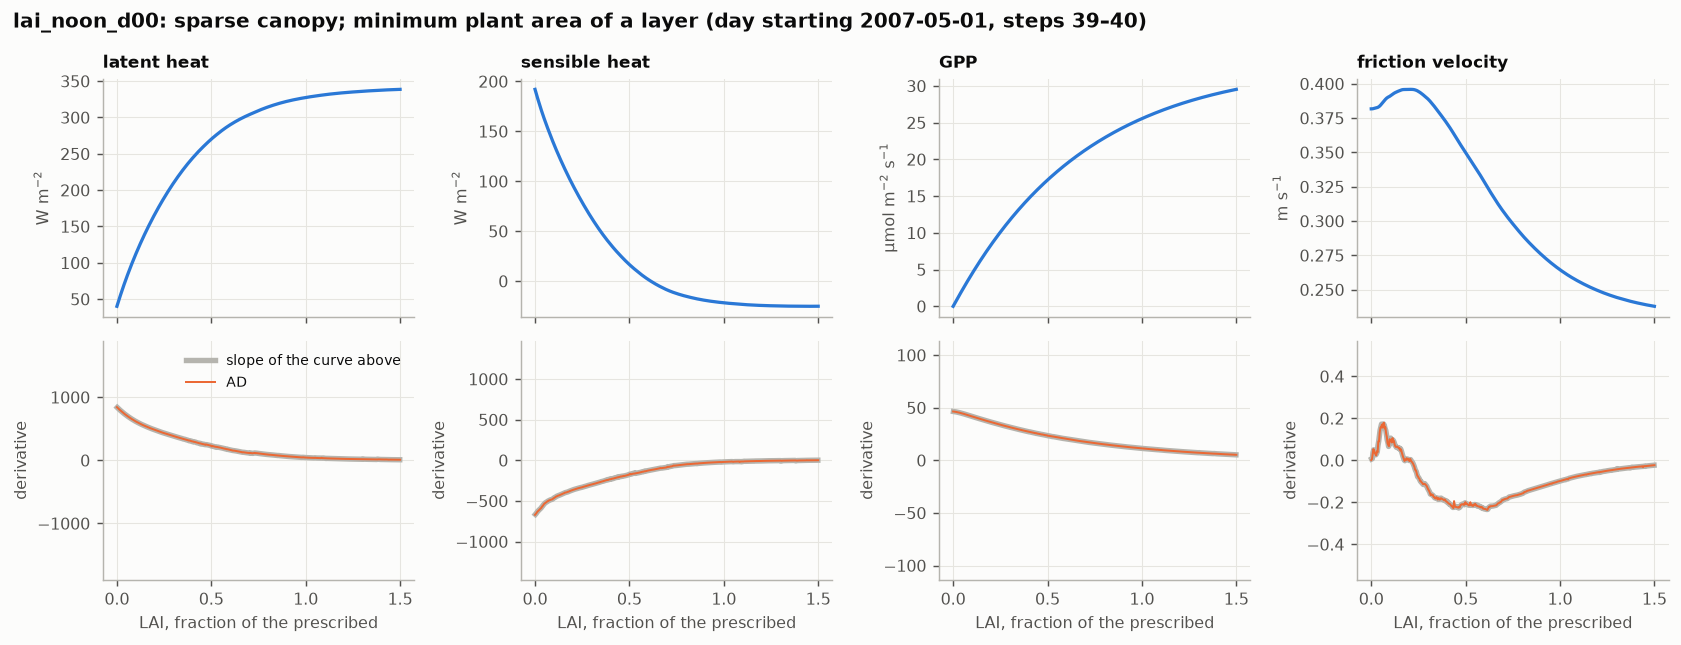 lai_noon_d00: sparse canopy; minimum plant area of a layer (day starting 2007-05-01, steps 39–40)
latent heat
sensible heat
GPP
friction velocity
W m⁻²
350
300
250
200
150
100
50
W m⁻²
200
150
100
50
0
μmol m⁻² s⁻¹
30
25
20
15
10
5
0
m s⁻¹
0.400
0.375
0.350
0.325
0.300
0.275
0.250
slope of the curve above
AD
derivative
1000
0
−1000
0.0 0.5 1.0 1.5
LAI, fraction of the prescribed
derivative
1000
500
0
−500
−1000
0.0 0.5 1.0 1.5
LAI, fraction of the prescribed
derivative
100
50
0
−50
−100
0.0 0.5 1.0 1.5
LAI, fraction of the prescribed
derivative
0.4
0.2
0.0
−0.2
−0.4
0.0 0.5 1.0 1.5
LAI, fraction of the prescribed